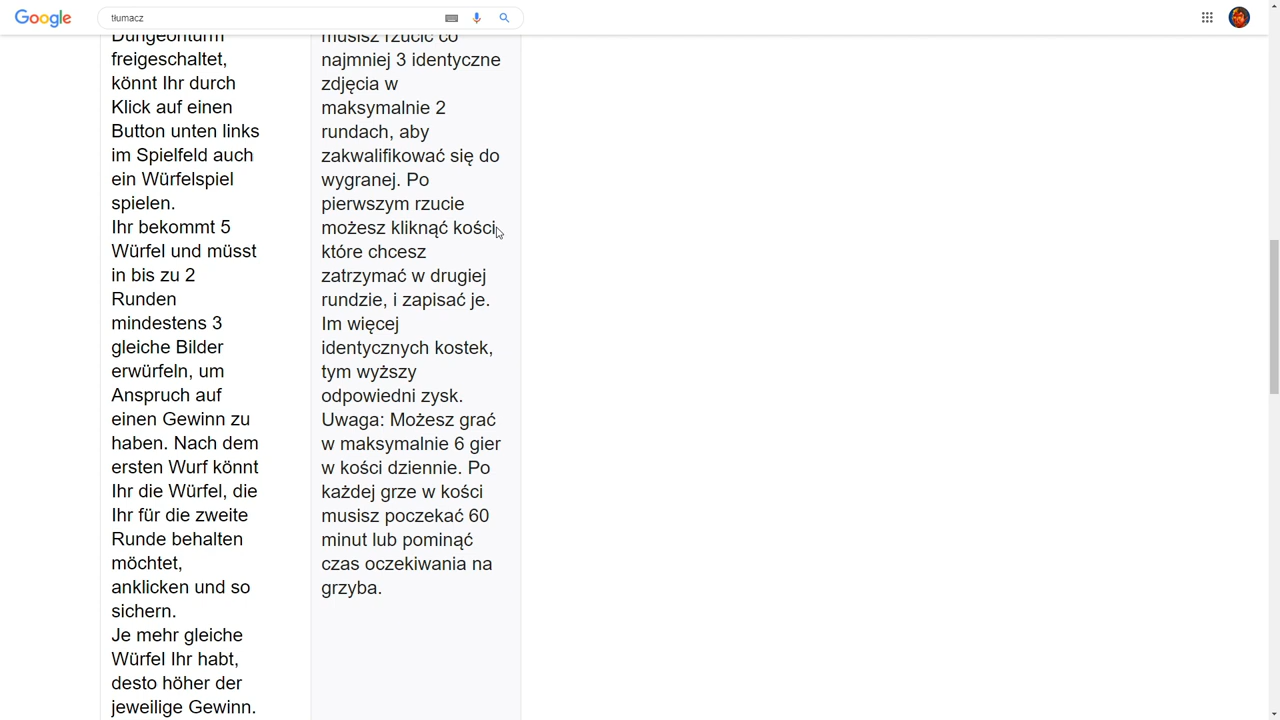 Google
tłumacz
Dungeonturm
freigeschaltet,
könnt Ihr durch
Klick auf einen
Button unten links
im Spielfeld auch
ein Würfelspiel
spielen.
Ihr bekommt 5
Würfel und müsst
in bis zu 2
Runden
mindestens 3
gleiche Bilder
erwürfeln, um
Anspruch auf
einen Gewinn zu
haben. Nach dem
ersten Wurf könnt
Ihr die Würfel, die
Ihr für die zweite
Runde behalten
möchtet,
anklicken und so
sichern.
Je mehr gleiche
Würfel Ihr habt,
desto höher der
jeweilige Gewinn.
musisz rzucić co
najmniej 3 identyczne
zdjęcia w
maksymalnie 2
rundach, aby
zakwalifikować się do
wygranej. Po
pierwszym rzucie
możesz kliknąć kości,
które chcesz
zatrzymać w drugiej
rundzie, i zapisać je.
Im więcej
identycznych kostek,
tym wyższy
odpowiedni zysk.
Uwaga: Możesz grać
w maksymalnie 6 gier
w kości dziennie. Po
każdej grze w kości
musisz poczekać 60
minut lub pominąć
czas oczekiwania na
grzyba.